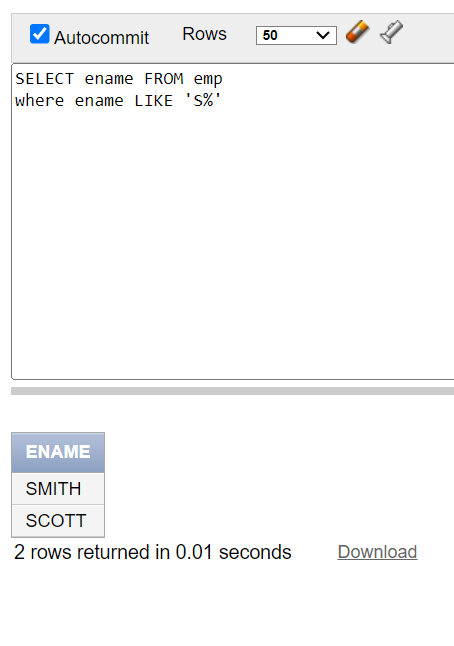 Autocommit Rows 50
SELECT ename FROM emp
where ename LIKE 'S%'
ENAME
SMITH
SCOTT
2 rows returned in 0.01 seconds Download